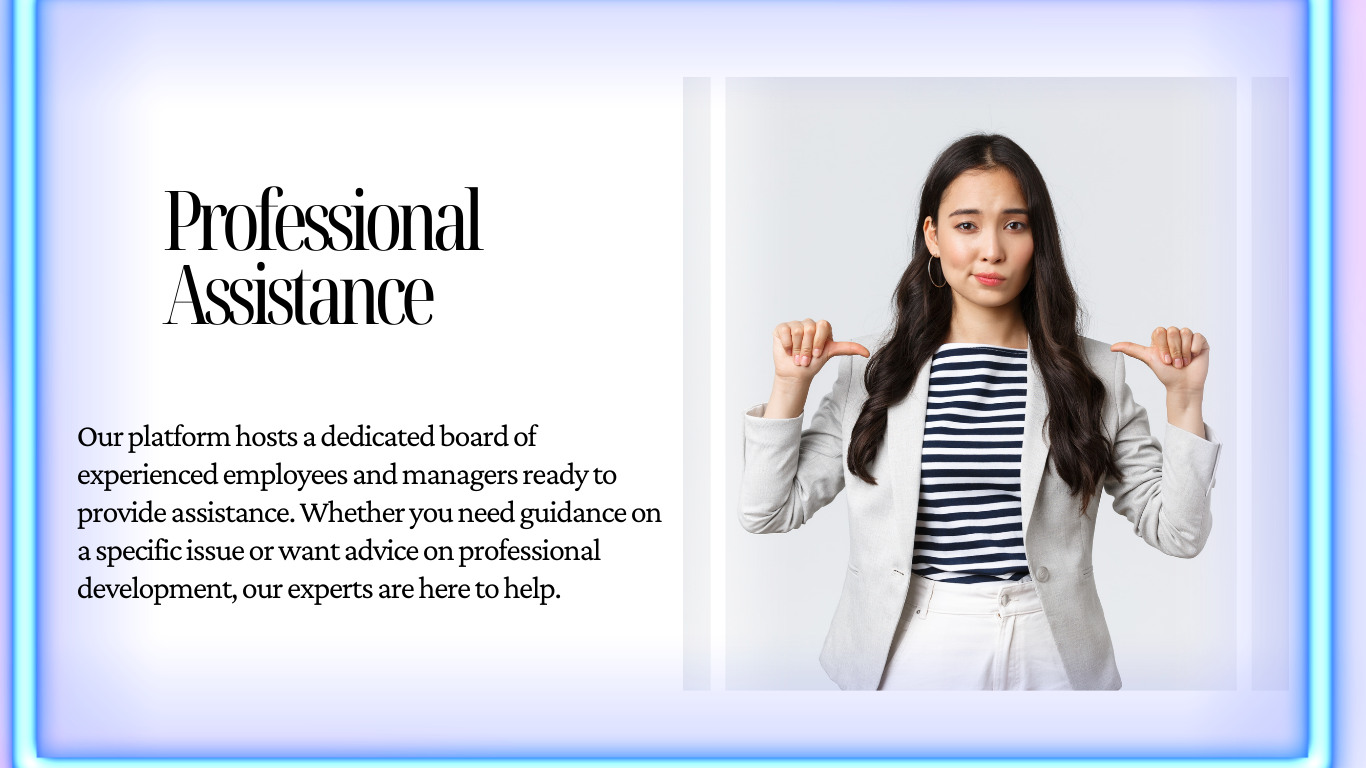 Professional
Assistance
Our platform hosts a dedicated board of
experienced employees and managers ready to
provide assistance. Whether you need guidance on
a specific issue or want advice on professional
development, our experts are here to help.